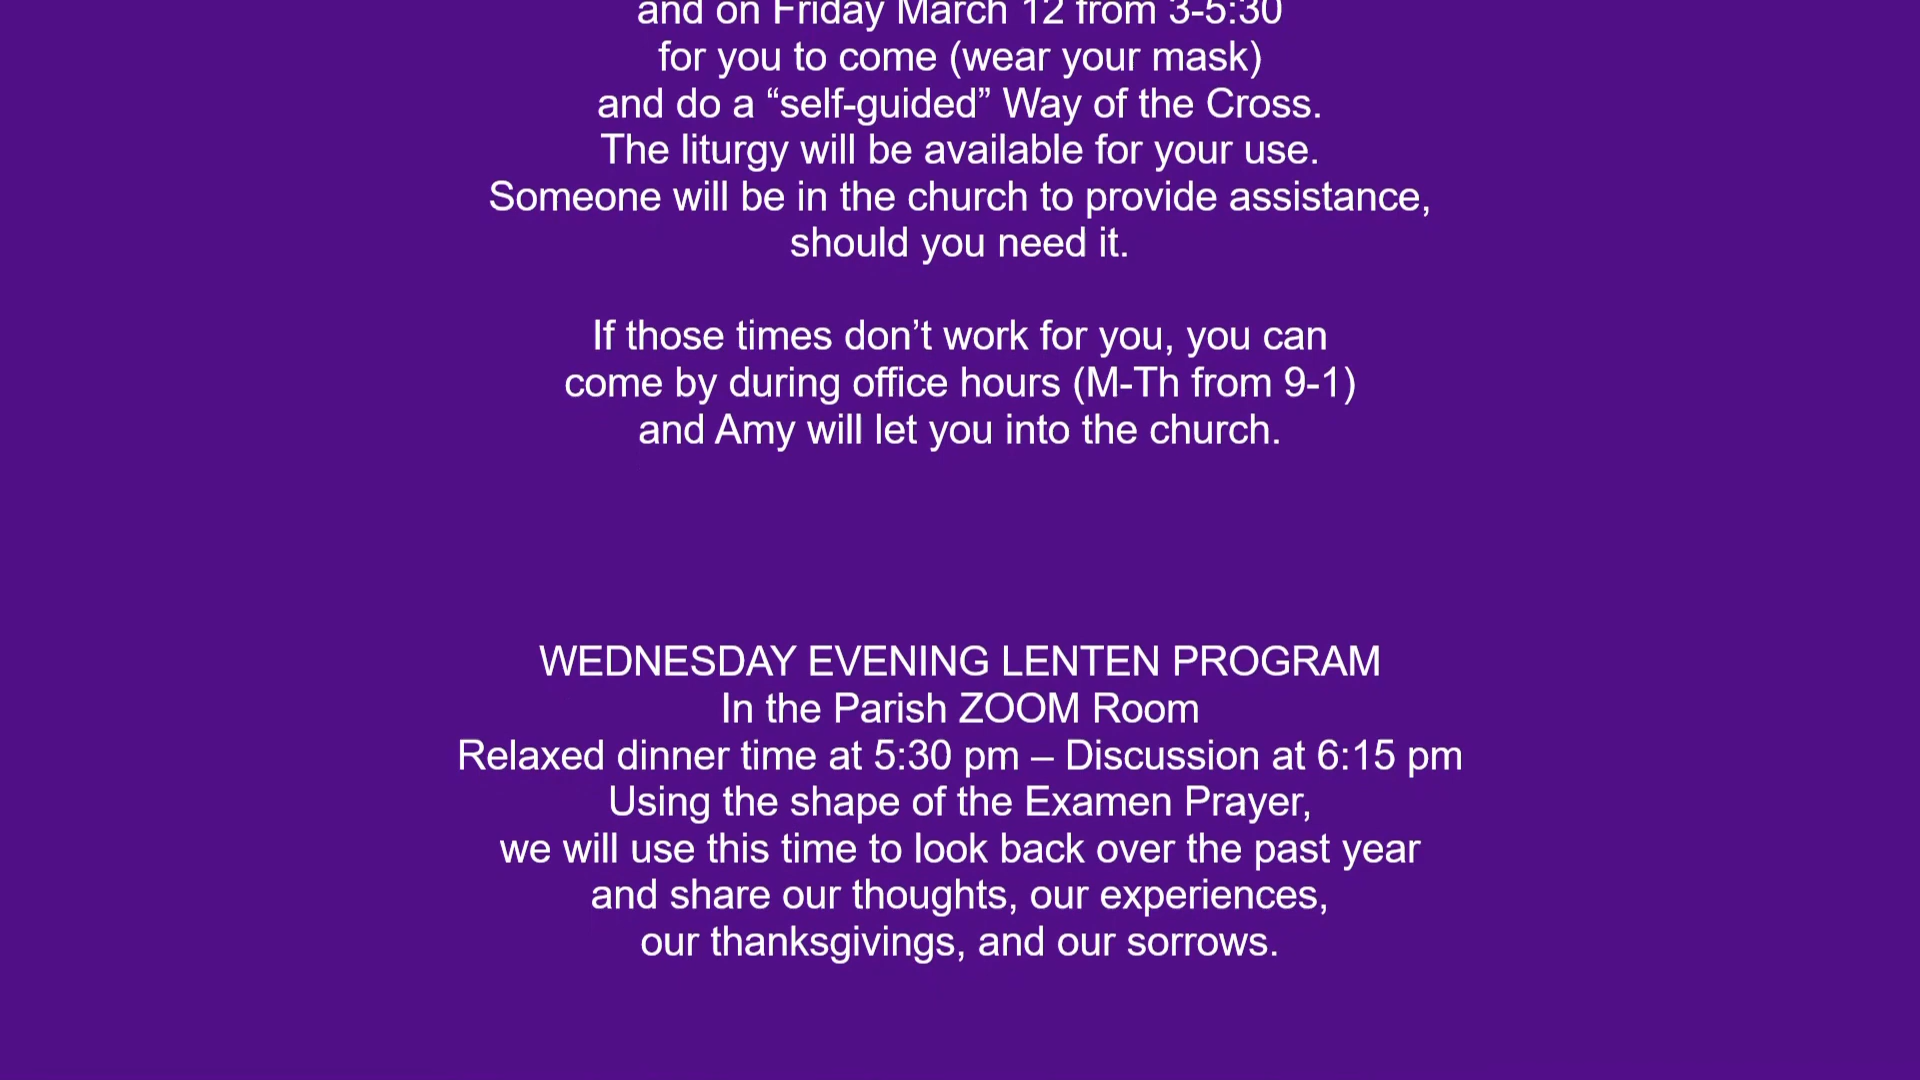 and on Friday March 12 from 3-5:30
for you to come (wear your mask)
and do a “self-guided” Way of the Cross.
The liturgy will be available for your use.
Someone will be in the church to provide assistance,
should you need it.
If those times don’t work for you, you can
come by during office hours (M-Th from 9-1)
and Amy will let you into the church.
WEDNESDAY EVENING LENTEN PROGRAM
In the Parish ZOOM Room
Relaxed dinner time at 5:30 pm – Discussion at 6:15 pm
Using the shape of the Examen Prayer,
we will use this time to look back over the past year
and share our thoughts, our experiences,
our thanksgivings, and our sorrows.